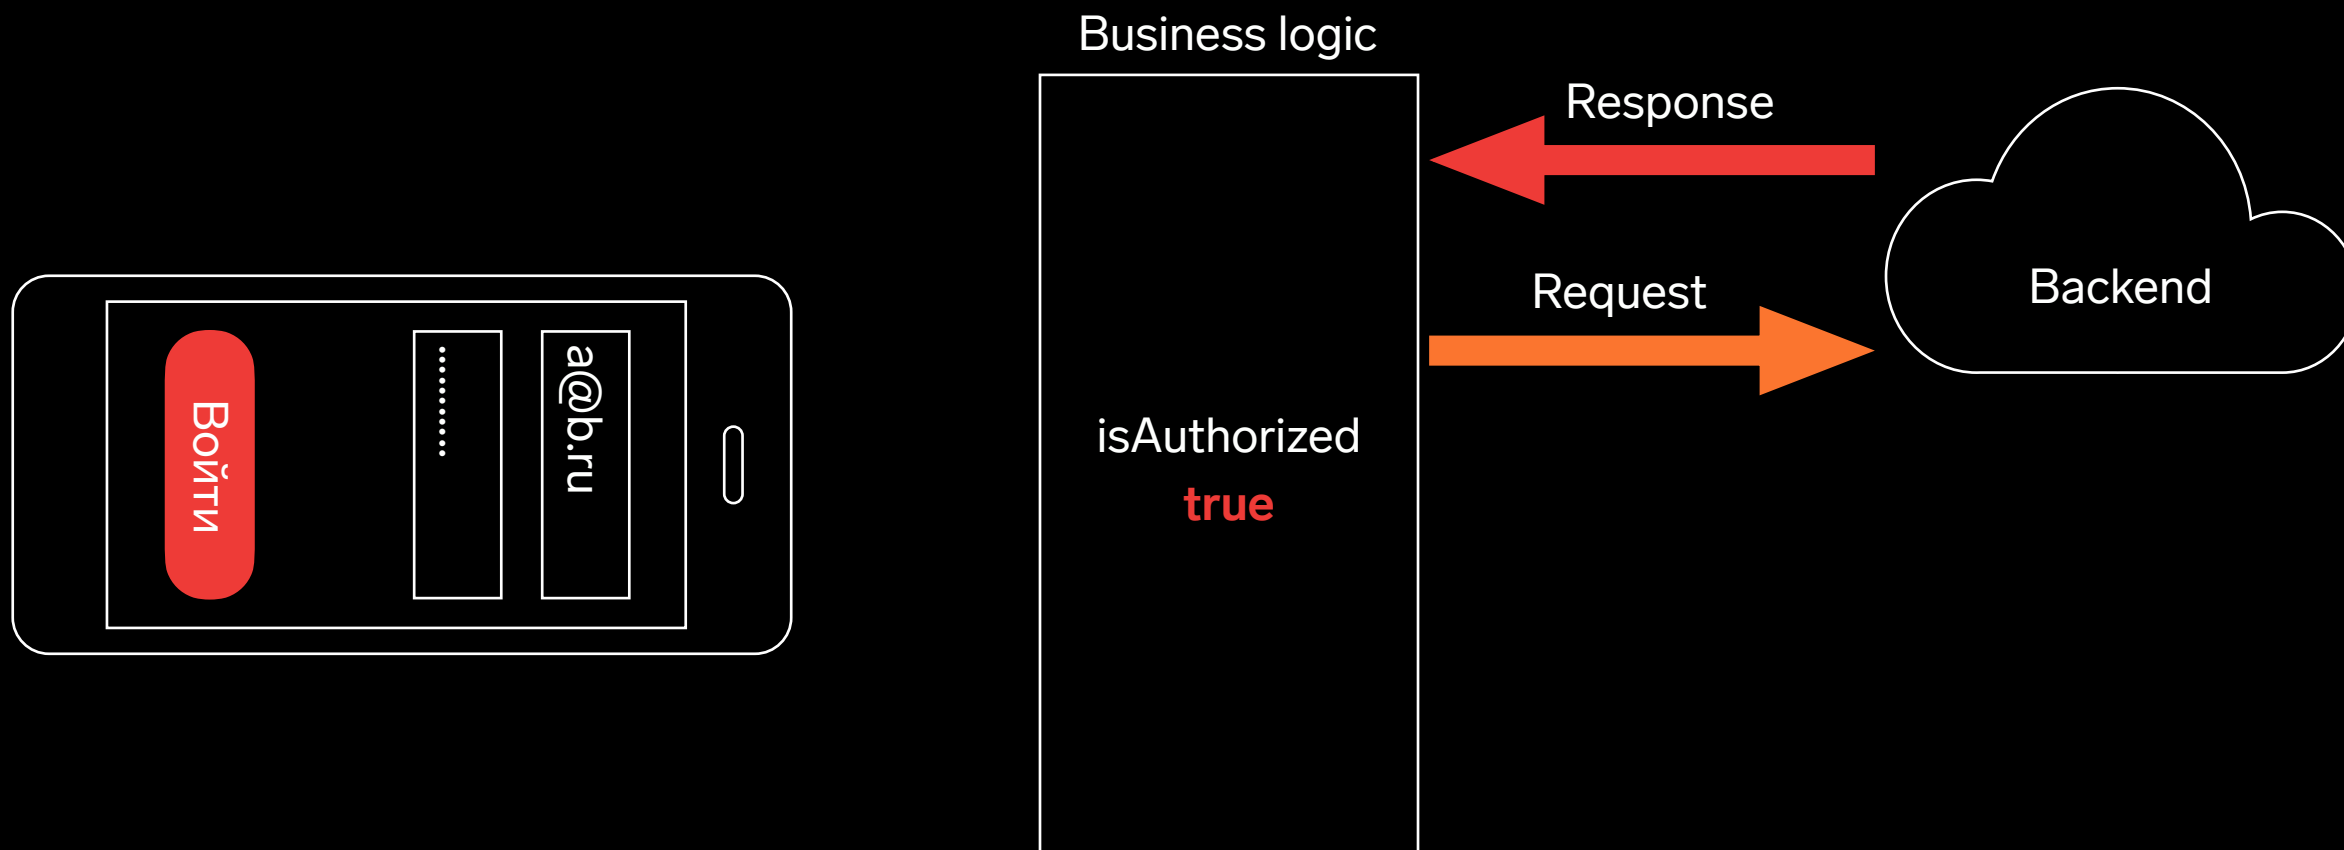 Business logic
Response
Request
Backend
isAuthorized
true
a@b.ru
...........
Войти